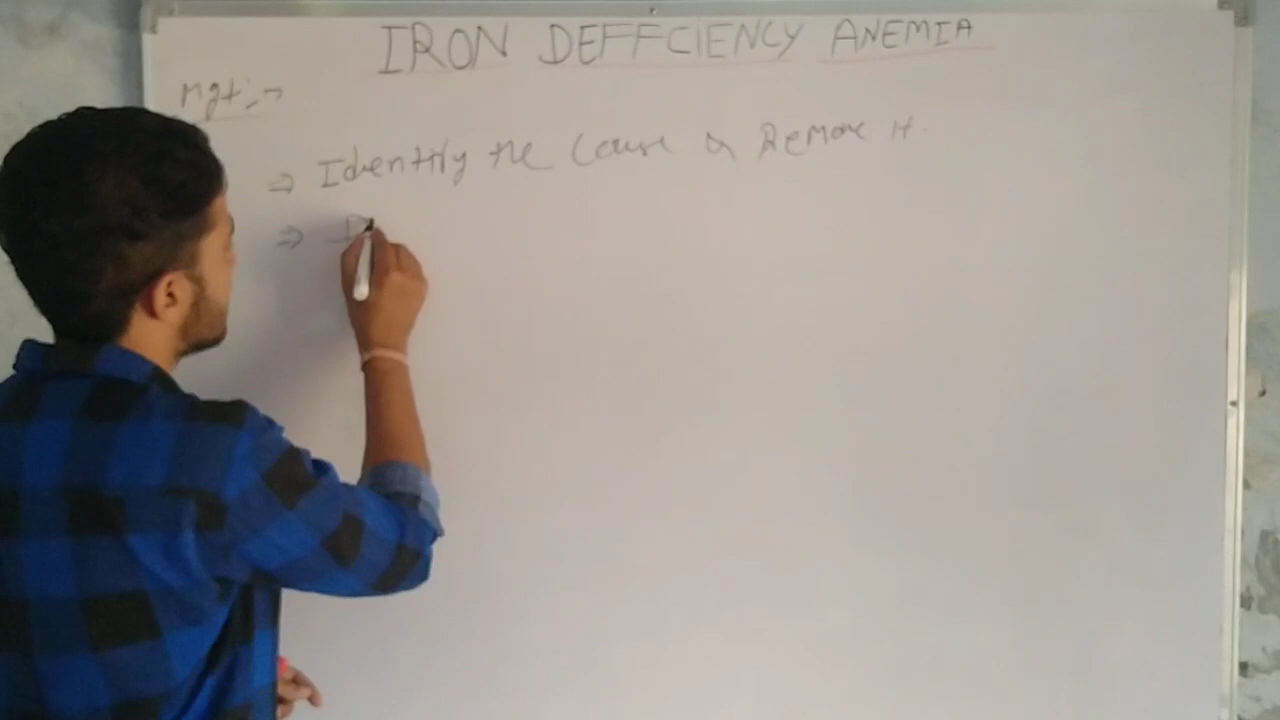 IRON DEFFCIENCY ANEMIA
Mgt:→
⇒ Identify the Cause & Remove it.
⇒